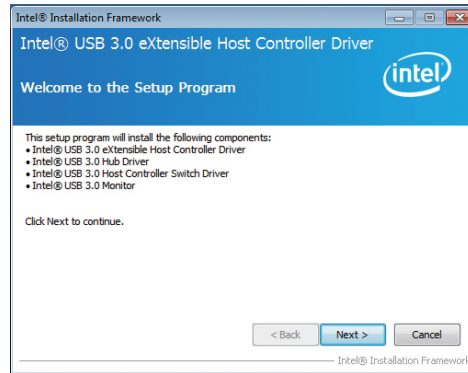 Intel® Installation Framework
Intel® USB 3.0 eXtensible Host Controller Driver
intel
Welcome to the Setup Program
This setup program will install the following components:
• Intel® USB 3.0 eXtensible Host Controller Driver
• Intel® USB 3.0 Hub Driver
• Intel® USB 3.0 Host Controller Switch Driver
• Intel® USB 3.0 Monitor
Click Next to continue.
< Back Next > Cancel
Intel® Installation Framework